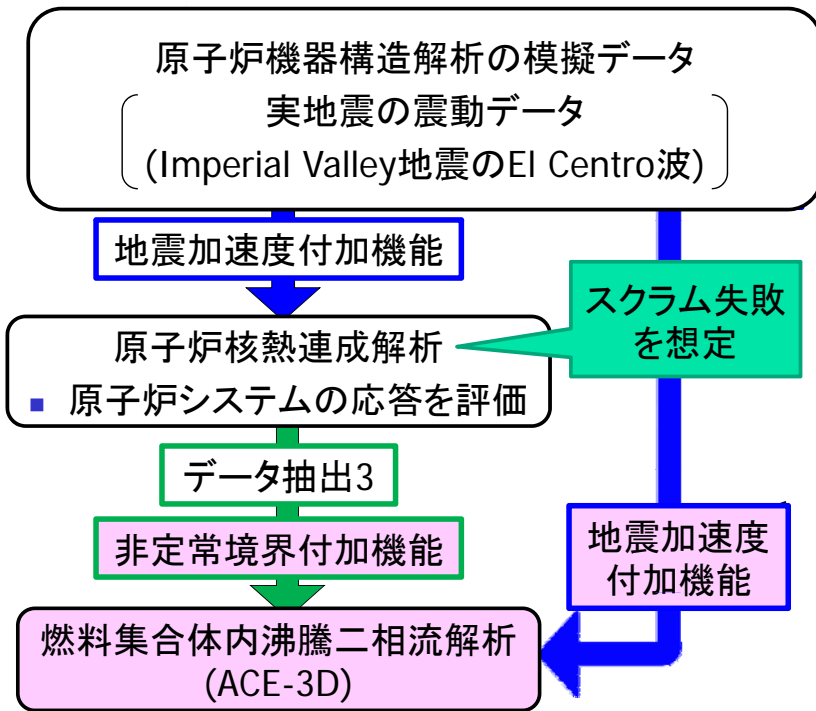 原子炉機器構造解析の模擬データ
実地震の震動データ
(Imperial Valley地震のEl Centro波)
地震加速度付加機能
スクラム失敗
を想定
原子炉核熱連成解析
■ 原子炉システムの応答を評価
データ抽出3
非定常境界付加機能
地震加速度
付加機能
燃料集合体内沸騰二相流解析
(ACE-3D)